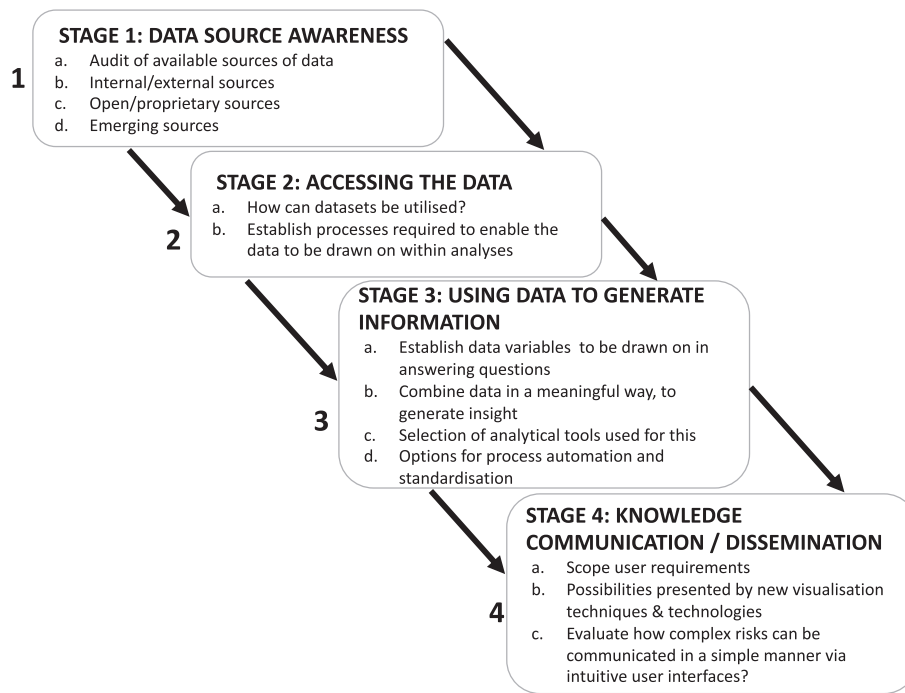 STAGE 1: DATA SOURCE AWARENESS
a. Audit of available sources of data
1
b. Internal/external sources
c. Open/proprietary sources
d. Emerging sources
STAGE 2: ACCESSING THE DATA
a. How can datasets be utilised?
2
b. Establish processes required to enable the
data to be drawn on within analyses
STAGE 3: USING DATA TO GENERATE
INFORMATION
a. Establish data variables to be drawn on in
answering questions
b. Combine data in a meaningful way, to
generate insight
3
c. Selection of analytical tools used for this
d. Options for process automation and
standardisation
STAGE 4: KNOWLEDGE
COMMUNICATION / DISSEMINATION
a. Scope user requirements
b. Possibilities presented by new visualisation
techniques & technologies
4
c. Evaluate how complex risks can be
communicated in a simple manner via
intuitive user interfaces?